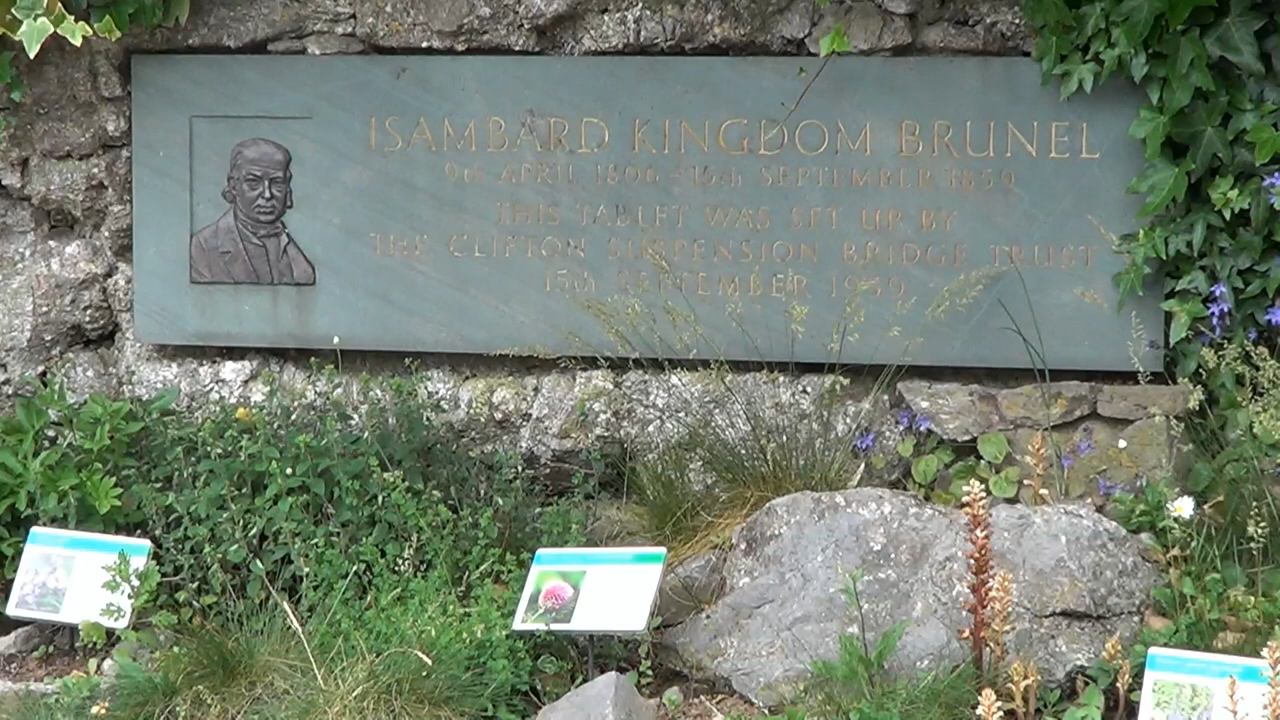 ISAMBARD KINGDOM BRUNEL
9th APRIL 1806 - 15th SEPTEMBER 1859
THIS TABLET WAS SET UP BY
THE CLIFTON SUSPENSION BRIDGE TRUST
15th SEPTEMBER 1959